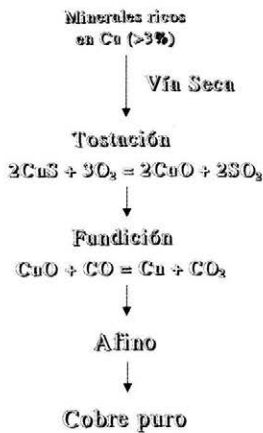 Minerales ricos
en Cu (>3%)
Vía Seca
Tostación
2CuS + 3O₂ = 2CuO + 2SO₂
Fundición
CuO + CO = Cu + CO₂
Afino
Cobre puro